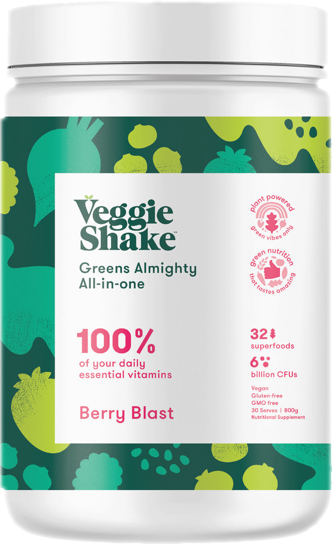 Veggie
Shake™
Greens Almighty
All-in-one
100%
of your daily
essential vitamins
Berry Blast
plant powered
green vibes only
green nutrition
that tastes amazing
32
superfoods
6
billion CFUs
Vegan
Gluten-free
GMO free
30 Serves | 800g
Nutritional Supplement